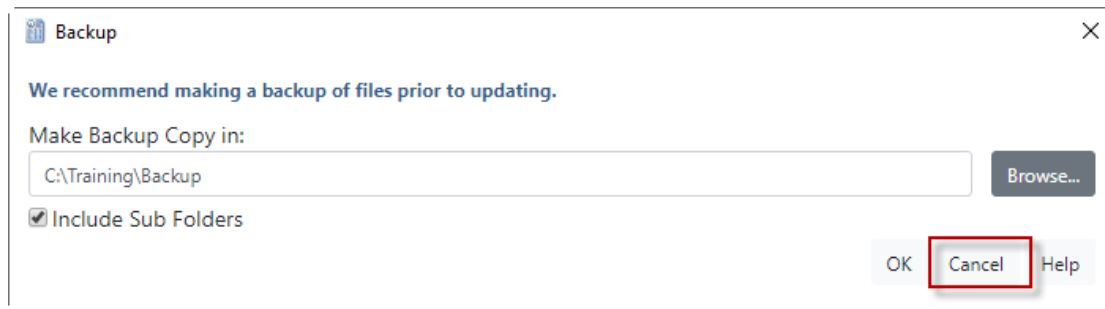 Backup
We recommend making a backup of files prior to updating.
Make Backup Copy in:
C:\Training\Backup
Browse...
Include Sub Folders
OK Cancel Help